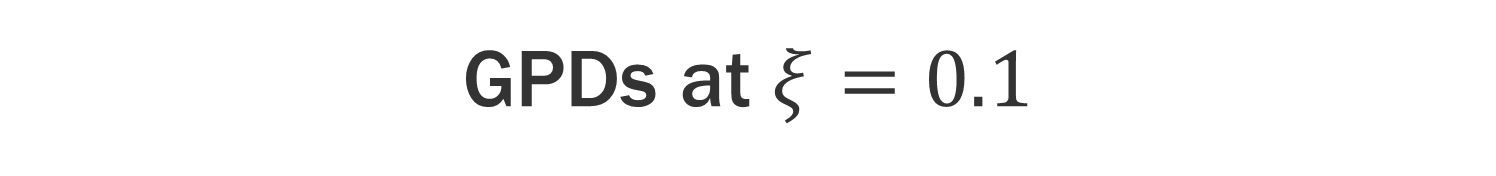 GPDs at ξ = 0.1